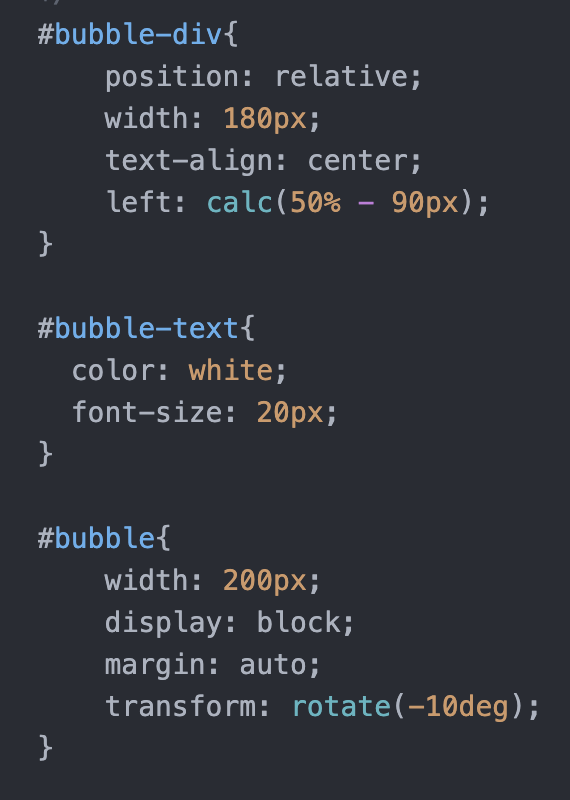 #bubble-div{
    position: relative;
    width: 180px;
    text-align: center;
    left: calc(50% - 90px);
}

#bubble-text{
  color: white;
  font-size: 20px;
}

#bubble{
    width: 200px;
    display: block;
    margin: auto;
    transform: rotate(-10deg);
}